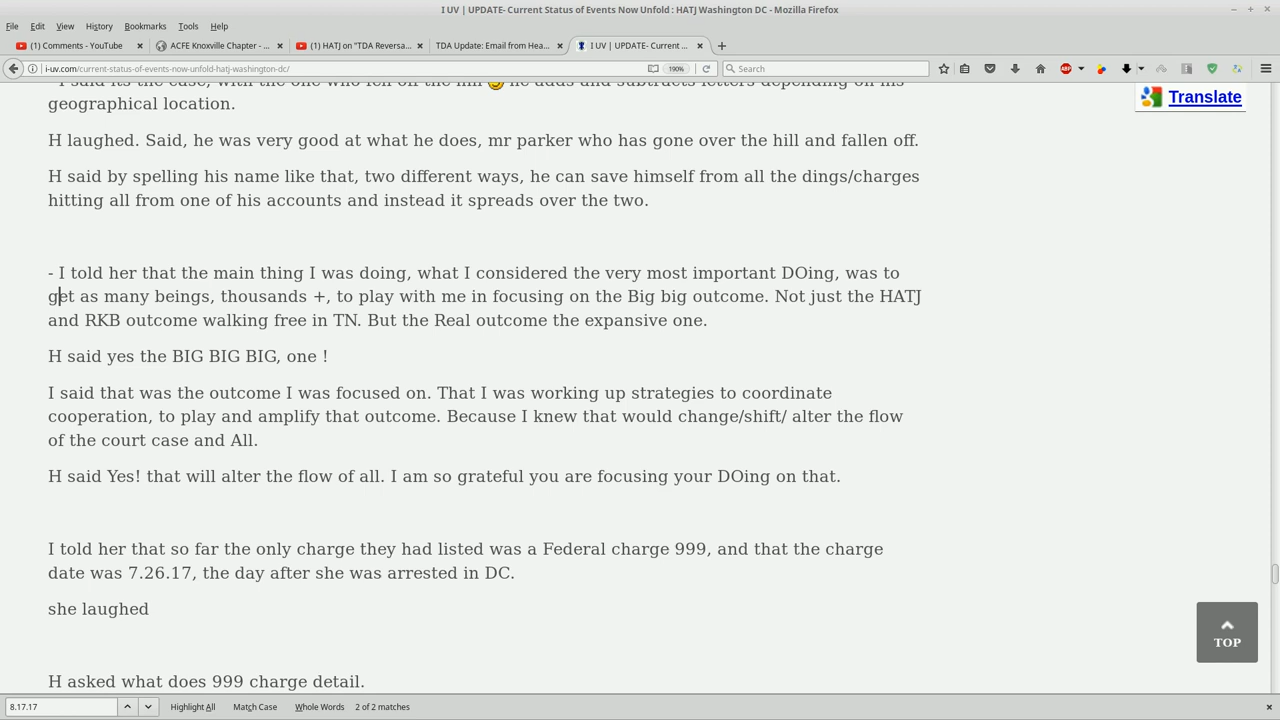 I UV | UPDATE- Current Status of Events Now Unfold : HATJ Washington DC - Mozilla Firefox
File Edit View History Bookmarks Tools Help
(1) Comments - YouTube
ACFE Knoxville Chapter - ...
(1) HATJ on "TDA Reversa...
TDA Update: Email from Hea...
I UV | UPDATE- Current ...
i-uv.com/current-status-of-events-now-unfold-hatj-washington-dc/
190%
Search
ABP
Translate
geographical location.
H laughed. Said, he was very good at what he does, mr parker who has gone over the hill and fallen off.
H said by spelling his name like that, two different ways, he can save himself from all the dings/charges
hitting all from one of his accounts and instead it spreads over the two.
- I told her that the main thing I was doing, what I considered the very most important DOing, was to
get as many beings, thousands +, to play with me in focusing on the Big big outcome. Not just the HATJ
and RKB outcome walking free in TN. But the Real outcome the expansive one.
H said yes the BIG BIG BIG, one !
I said that was the outcome I was focused on. That I was working up strategies to coordinate
cooperation, to play and amplify that outcome. Because I knew that would change/shift/ alter the flow
of the court case and All.
H said Yes! that will alter the flow of all. I am so grateful you are focusing your DOing on that.
I told her that so far the only charge they had listed was a Federal charge 999, and that the charge
date was 7.26.17, the day after she was arrested in DC.
she laughed
TOP
H asked what does 999 charge detail.
8.17.17
Highlight All
Match Case
Whole Words
2 of 2 matches